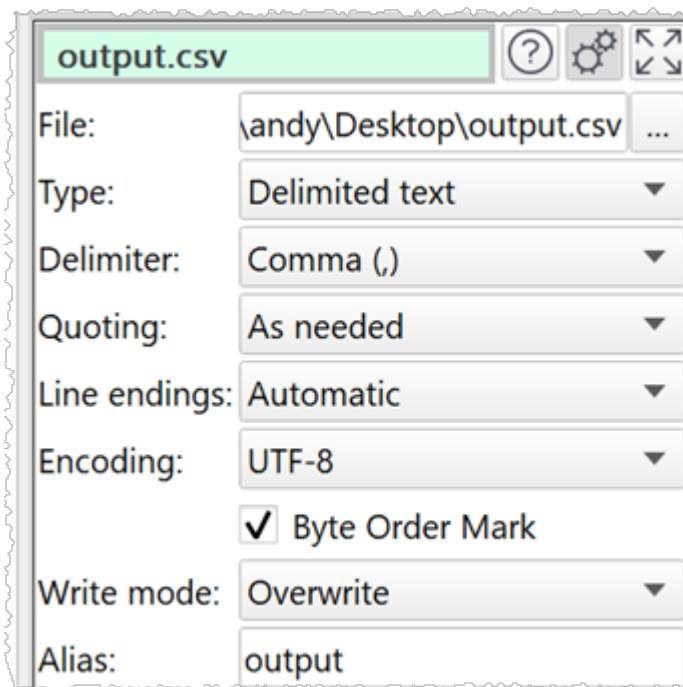 output.csv
File: \andy\Desktop\output.csv ...
Type: Delimited text
Delimiter: Comma (,)
Quoting: As needed
Line endings: Automatic
Encoding: UTF-8
Byte Order Mark
Write mode: Overwrite
Alias: output